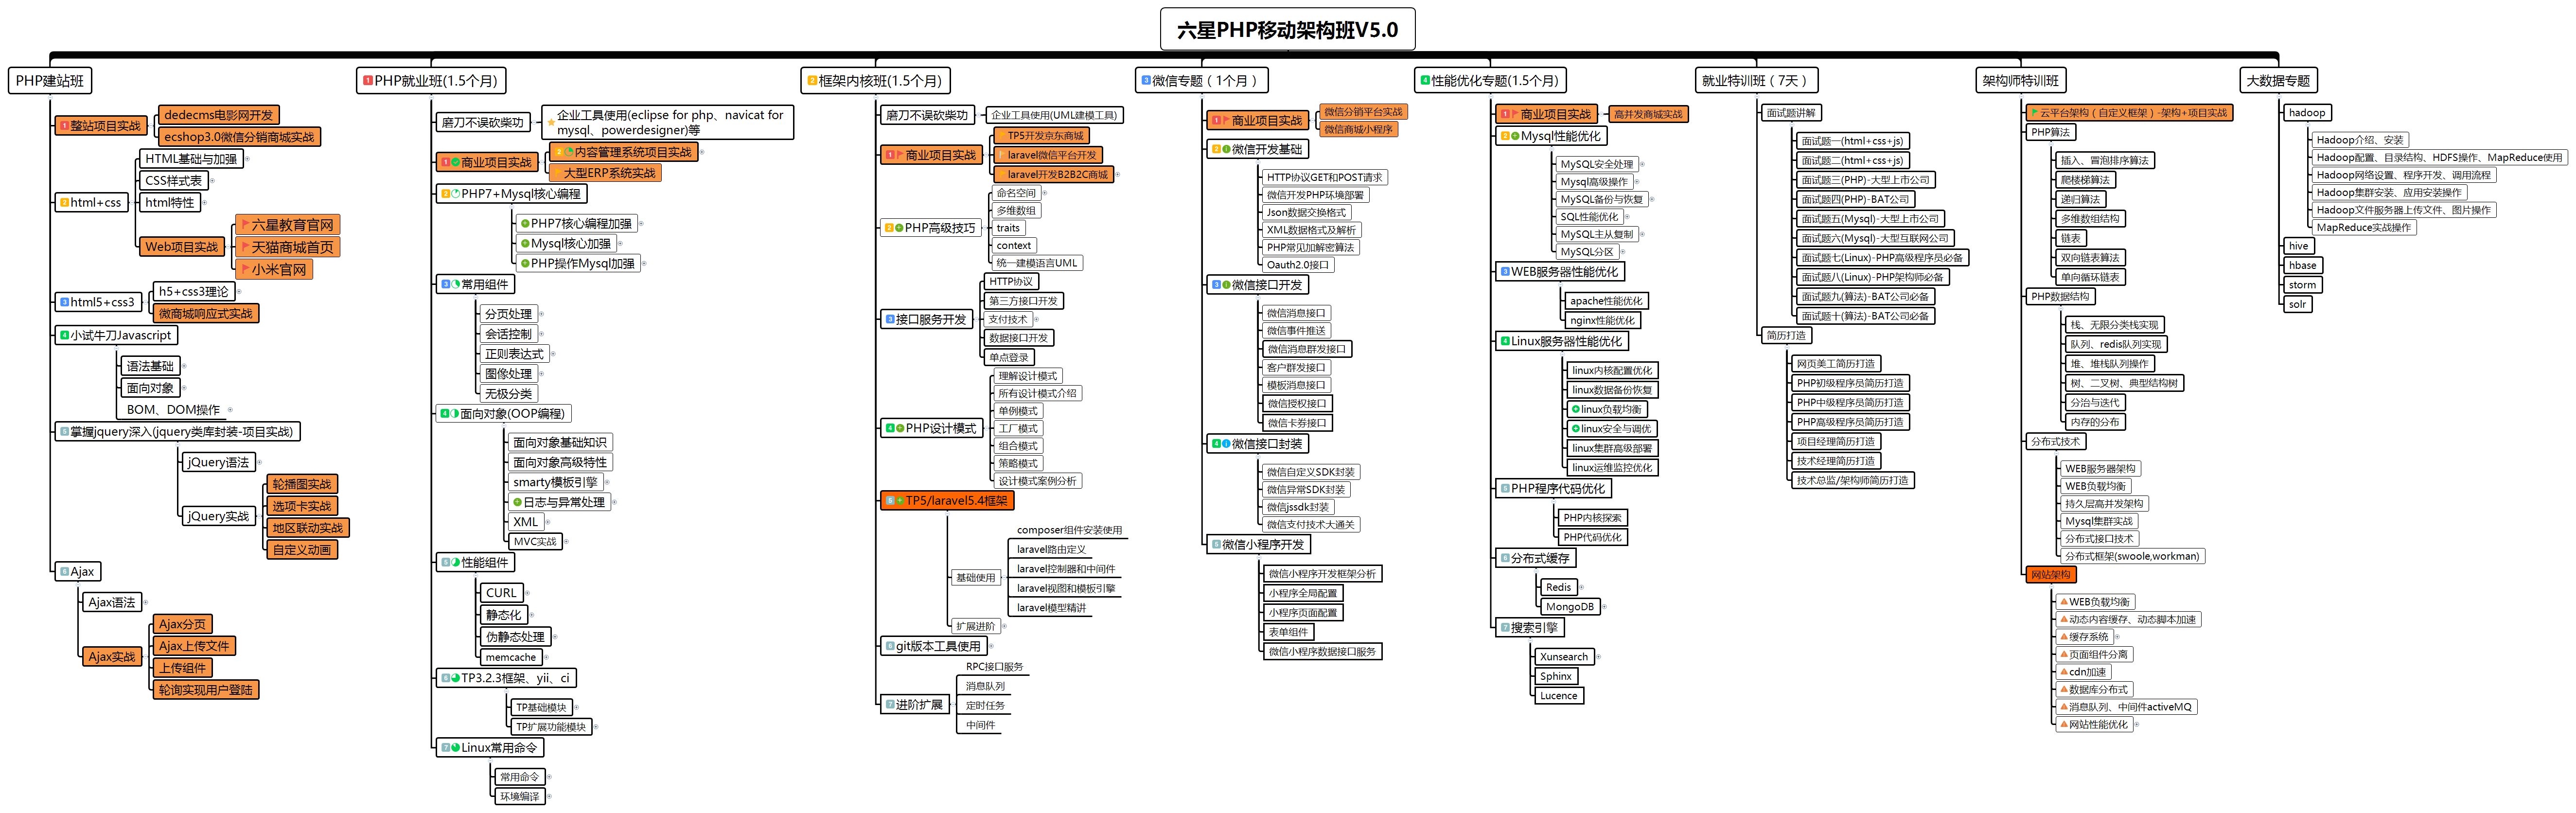 六星PHP移动架构班V5.0
PHP建站班
1 整站项目实战
dedecms电影网开发
ecshop3.0微信分销商城实战
2 html+css
HTML基础与加强
CSS样式表
html特性
Web项目实战
六星教育官网
天猫商城首页
小米官网
3 html5+css3
h5+css3理论
微商城响应式实战
4 小试牛刀Javascript
语法基础
面向对象
BOM、DOM操作
5 掌握jquery深入(jquery类库封装-项目实战)
jQuery语法
jQuery实战
轮播图实战
选项卡实战
地区联动实战
自定义动画
6 Ajax
Ajax语法
Ajax实战
Ajax分页
Ajax上传文件
上传组件
轮询实现用户登陆
1 PHP就业班(1.5个月)
磨刀不误砍柴功
企业工具使用(eclipse for php、navicat for
mysql、powerdesigner)等
1 商业项目实战
2 内容管理系统项目实战
大型ERP系统实战
2 PHP7+Mysql核心编程
PHP7核心编程加强
Mysql核心加强
PHP操作Mysql加强
3 常用组件
分页处理
会话控制
正则表达式
图像处理
无极分类
4 面向对象(OOP编程)
面向对象基础知识
面向对象高级特性
smarty模板引擎
日志与异常处理
XML
MVC实战
5 性能组件
CURL
静态化
伪静态处理
memcache
6 TP3.2.3框架、yii、ci
TP基础模块
TP扩展功能模块
7 Linux常用命令
常用命令
环境编译
2 框架内核班(1.5个月)
磨刀不误砍柴功
企业工具使用(UML建模工具)
1 商业项目实战
TP5开发京东商城
laravel微信平台开发
laravel开发B2B2C商城
2 PHP高级技巧
命名空间
多维数组
traits
context
统一建模语言UML
3 接口服务开发
HTTP协议
第三方接口开发
支付技术
数据接口开发
单点登录
4 PHP设计模式
理解设计模式
所有设计模式介绍
单例模式
工厂模式
组合模式
策略模式
设计模式案例分析
5 TP5/laravel5.4框架
基础使用
composer组件安装使用
laravel路由定义
laravel控制器和中间件
laravel视图和模板引擎
laravel模型精讲
扩展进阶
6 git版本工具使用
7 进阶扩展
RPC接口服务
消息队列
定时任务
中间件
3 微信专题（1个月）
1 商业项目实战
微信分销平台实战
微信商城小程序
2 微信开发基础
HTTP协议GET和POST请求
微信开发PHP环境部署
Json数据交换格式
XML数据格式及解析
PHP常见加解密算法
Oauth2.0接口
3 微信接口开发
微信消息接口
微信事件推送
微信消息群发接口
客户群发接口
模板消息接口
微信授权接口
微信卡券接口
4 微信接口封装
微信自定义SDK封装
微信异常SDK封装
微信jssdk封装
微信支付技术大通关
5 微信小程序开发
微信小程序开发框架分析
小程序全局配置
小程序页面配置
表单组件
微信小程序数据接口服务
4 性能优化专题(1.5个月)
1 商业项目实战
高并发商城实战
2 Mysql性能优化
MySQL安全处理
Mysql高级操作
MySQL备份与恢复
SQL性能优化
MySQL主从复制
MySQL分区
3 WEB服务器性能优化
apache性能优化
nginx性能优化
4 Linux服务器性能优化
linux内核配置优化
linux数据备份恢复
linux负载均衡
linux安全与调优
linux集群高级部署
linux运维监控优化
5 PHP程序代码优化
PHP内核探索
PHP代码优化
6 分布式缓存
Redis
MongoDB
7 搜索引擎
Xunsearch
Sphinx
Lucence
就业特训班（7天）
面试题讲解
面试题一(html+css+js)
面试题二(html+css+js)
面试题三(PHP)-大型上市公司
面试题四(PHP)-BAT公司
面试题五(Mysql)-大型上市公司
面试题六(Mysql)-大型互联网公司
面试题七(Linux)-PHP高级程序员必备
面试题八(Linux)-PHP架构师必备
面试题九(算法)-BAT公司必备
面试题十(算法)-BAT公司必备
简历打造
网页美工简历打造
PHP初级程序员简历打造
PHP中级程序员简历打造
PHP高级程序员简历打造
项目经理简历打造
技术经理简历打造
技术总监/架构师简历打造
架构师特训班
云平台架构（自定义框架）-架构+项目实战
PHP算法
插入、冒泡排序算法
爬楼梯算法
递归算法
多维数组结构
链表
双向链表算法
单向循环链表
PHP数据结构
栈、无限分类栈实现
队列、redis队列实现
堆、堆栈队列操作
树、二叉树、典型结构树
分治与迭代
内存的分布
分布式技术
WEB服务器架构
WEB负载均衡
持久层高并发架构
Mysql集群实战
分布式接口技术
分布式框架(swoole,workman)
网站架构
WEB负载均衡
动态内容缓存、动态脚本加速
缓存系统
页面组件分离
cdn加速
数据库分布式
消息队列、中间件activeMQ
网站性能优化
大数据专题
hadoop
Hadoop介绍、安装
Hadoop配置、目录结构、HDFS操作、MapReduce使用
Hadoop网络设置、程序开发、调用流程
Hadoop集群安装、应用安装操作
Hadoop文件服务器上传文件、图片操作
MapReduce实战操作
hive
hbase
storm
solr